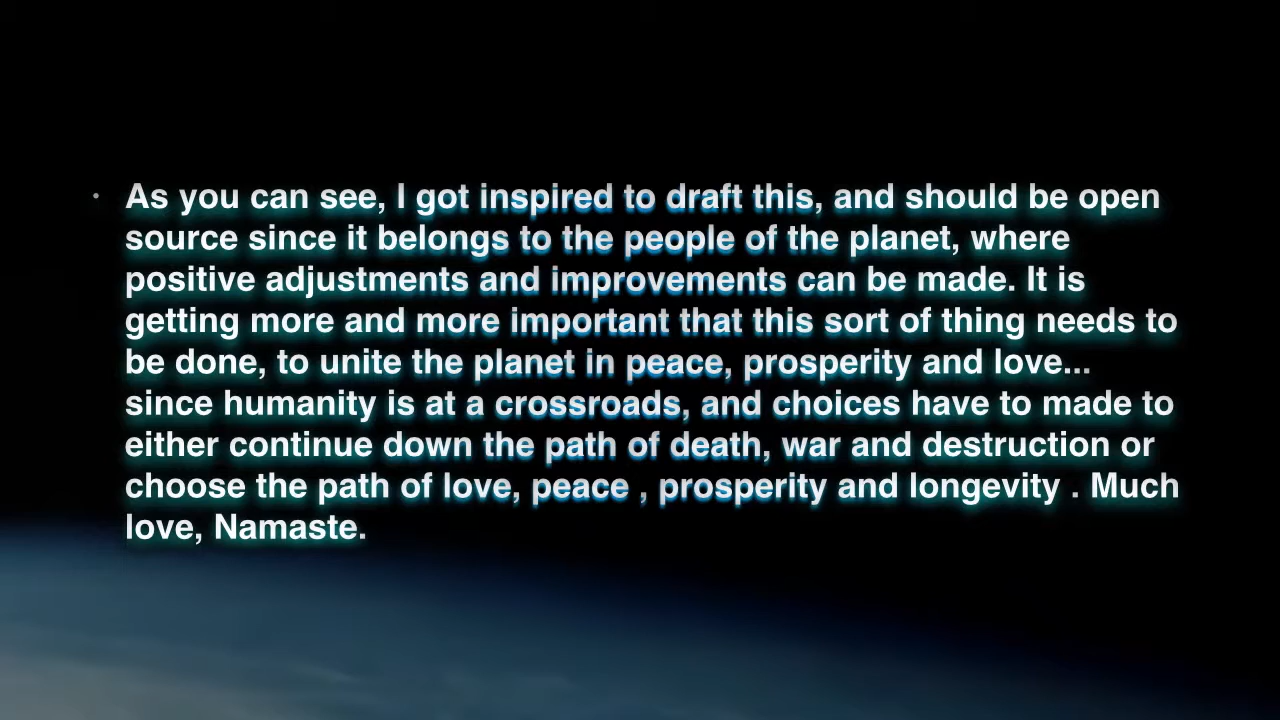 • As you can see, I got inspired to draft this, and should be open
source since it belongs to the people of the planet, where
positive adjustments and improvements can be made. It is
getting more and more important that this sort of thing needs to
be done, to unite the planet in peace, prosperity and love...
since humanity is at a crossroads, and choices have to made to
either continue down the path of death, war and destruction or
choose the path of love, peace , prosperity and longevity . Much
love, Namaste.